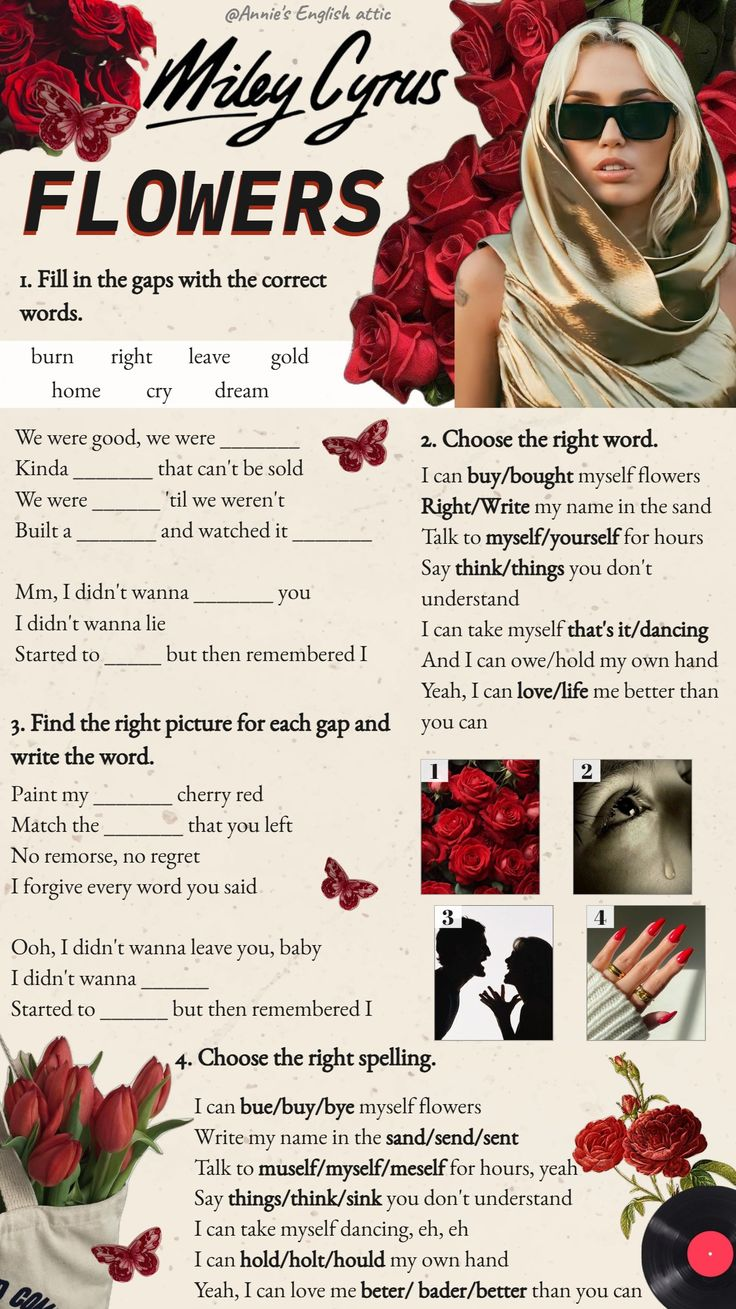 @Annie's English attic
Miley Cyrus
FLOWERS
1. Fill in the gaps with the correct
words.
burn right leave gold
home cry dream
We were good, we were ________
Kinda ________ that can't be sold
We were _______ 'til we weren't
Built a ________ and watched it ________
Mm, I didn't wanna ________ you
I didn't wanna lie
Started to ______ but then remembered I
2. Choose the right word.
I can buy/bought myself flowers
Right/Write my name in the sand
Talk to myself/yourself for hours
Say think/things you don't
understand
I can take myself that's it/dancing
And I can owe/hold my own hand
Yeah, I can love/life me better than
you can
3. Find the right picture for each gap and
write the word.
Paint my ________ cherry red
Match the ________ that you left
No remorse, no regret
I forgive every word you said
Ooh, I didn't wanna leave you, baby
I didn't wanna _______
Started to _______ but then remembered I
1
2
3
4
4. Choose the right spelling.
I can bue/buy/bye myself flowers
Write my name in the sand/send/sent
Talk to muself/myself/meself for hours, yeah
Say things/think/sink you don't understand
I can take myself dancing, eh, eh
I can hold/holt/hould my own hand
Yeah, I can love me beter/ bader/better than you can